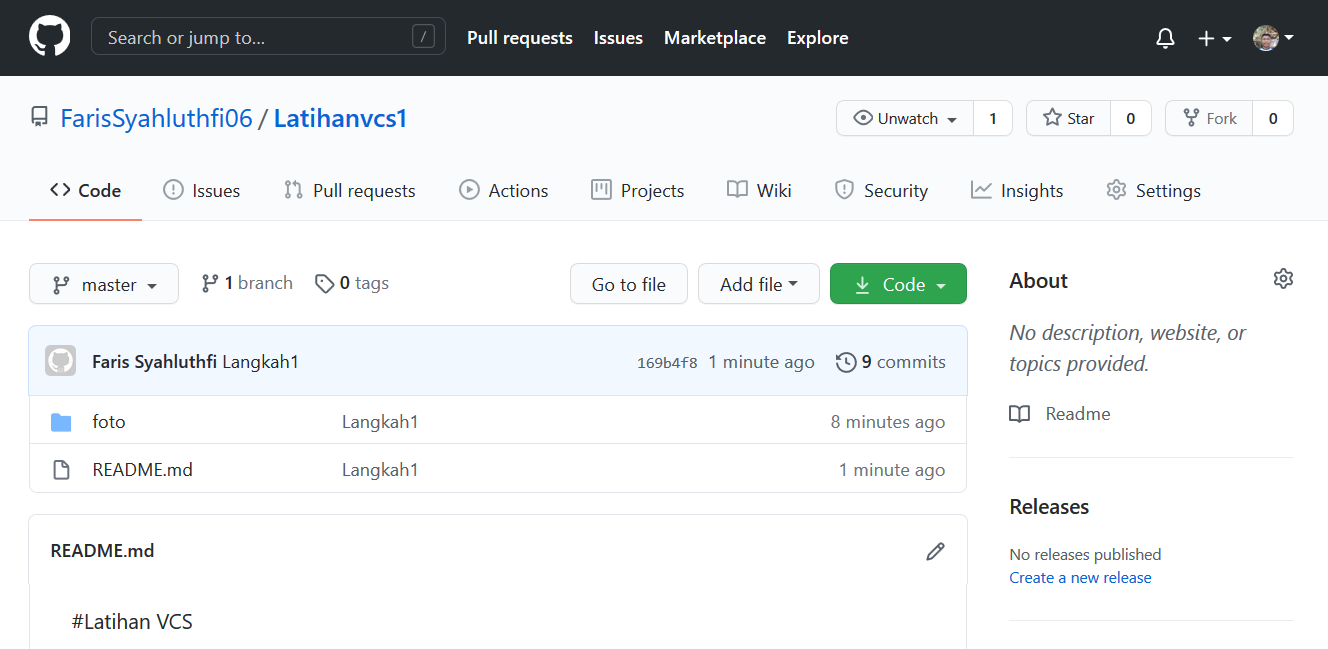 Search or jump to... /
Pull requests Issues Marketplace Explore
FarisSyahluthfi06 / Latihanvcs1
Unwatch 1 Star 0 Fork 0
Code Issues Pull requests Actions Projects Wiki Security Insights Settings
master 1 branch 0 tags Go to file Add file Code
Faris Syahluthfi Langkah1 169b4f8 1 minute ago 9 commits
foto Langkah1 8 minutes ago
README.md Langkah1 1 minute ago
README.md
#Latihan VCS
About
No description, website, or
topics provided.
Readme
Releases
No releases published
Create a new release